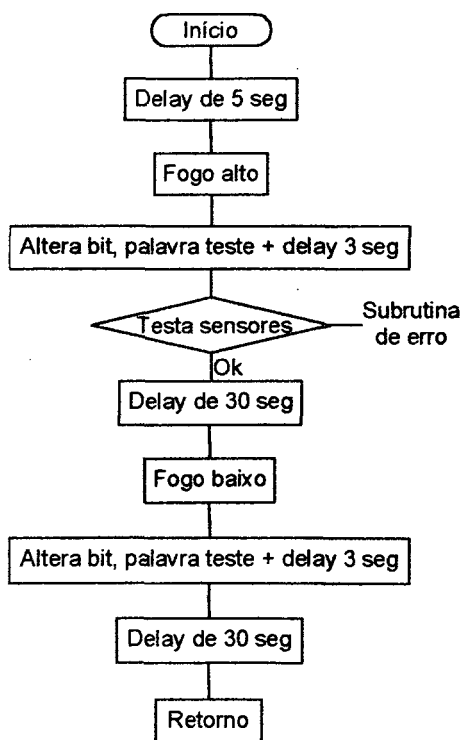 Início
Delay de 5 seg
Fogo alto
Altera bit, palavra teste + delay 3 seg
Testa sensores
Subrutina
de erro
Ok
Delay de 30 seg
Fogo baixo
Altera bit, palavra teste + delay 3 seg
Delay de 30 seg
Retorno